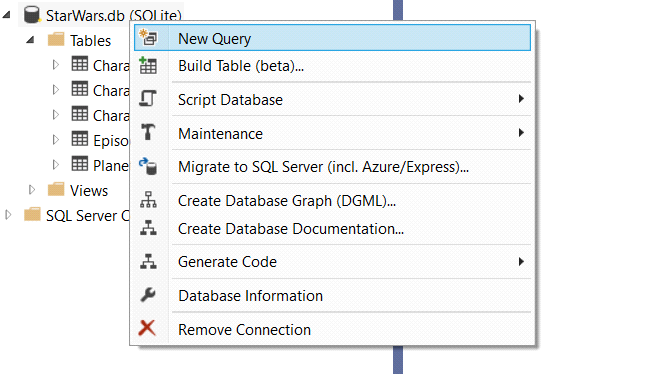 StarWars.db (SQLite)
Tables
Chara
Chara
Chara
Episo
Plane
Views
SQL Server C
New Query
Build Table (beta)...
Script Database
Maintenance
Migrate to SQL Server (incl. Azure/Express)...
Create Database Graph (DGML)...
Create Database Documentation...
Generate Code
Database Information
Remove Connection